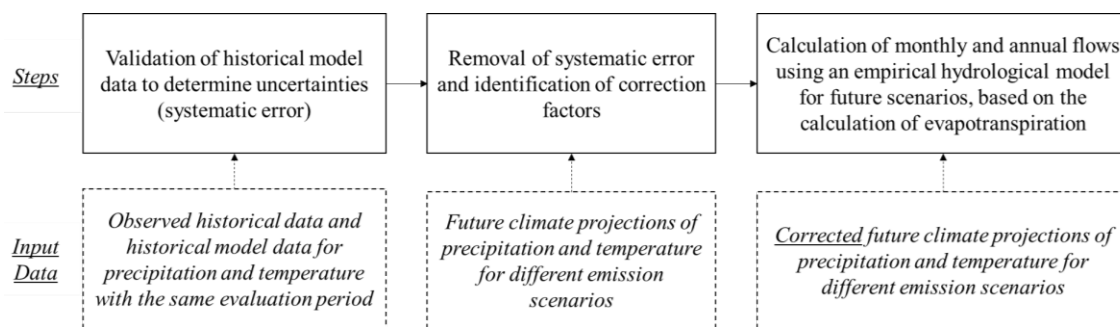 Steps
Validation of historical model
data to determine uncertainties
(systematic error)
Removal of systematic error
and identification of correction
factors
Calculation of monthly and annual flows
using an empirical hydrological model
for future scenarios, based on the
calculation of evapotranspiration
Input
Data
Observed historical data and
historical model data for
precipitation and temperature
with the same evaluation period
Future climate projections of
precipitation and temperature
for different emission
scenarios
Corrected future climate projections of
precipitation and temperature for
different emission scenarios